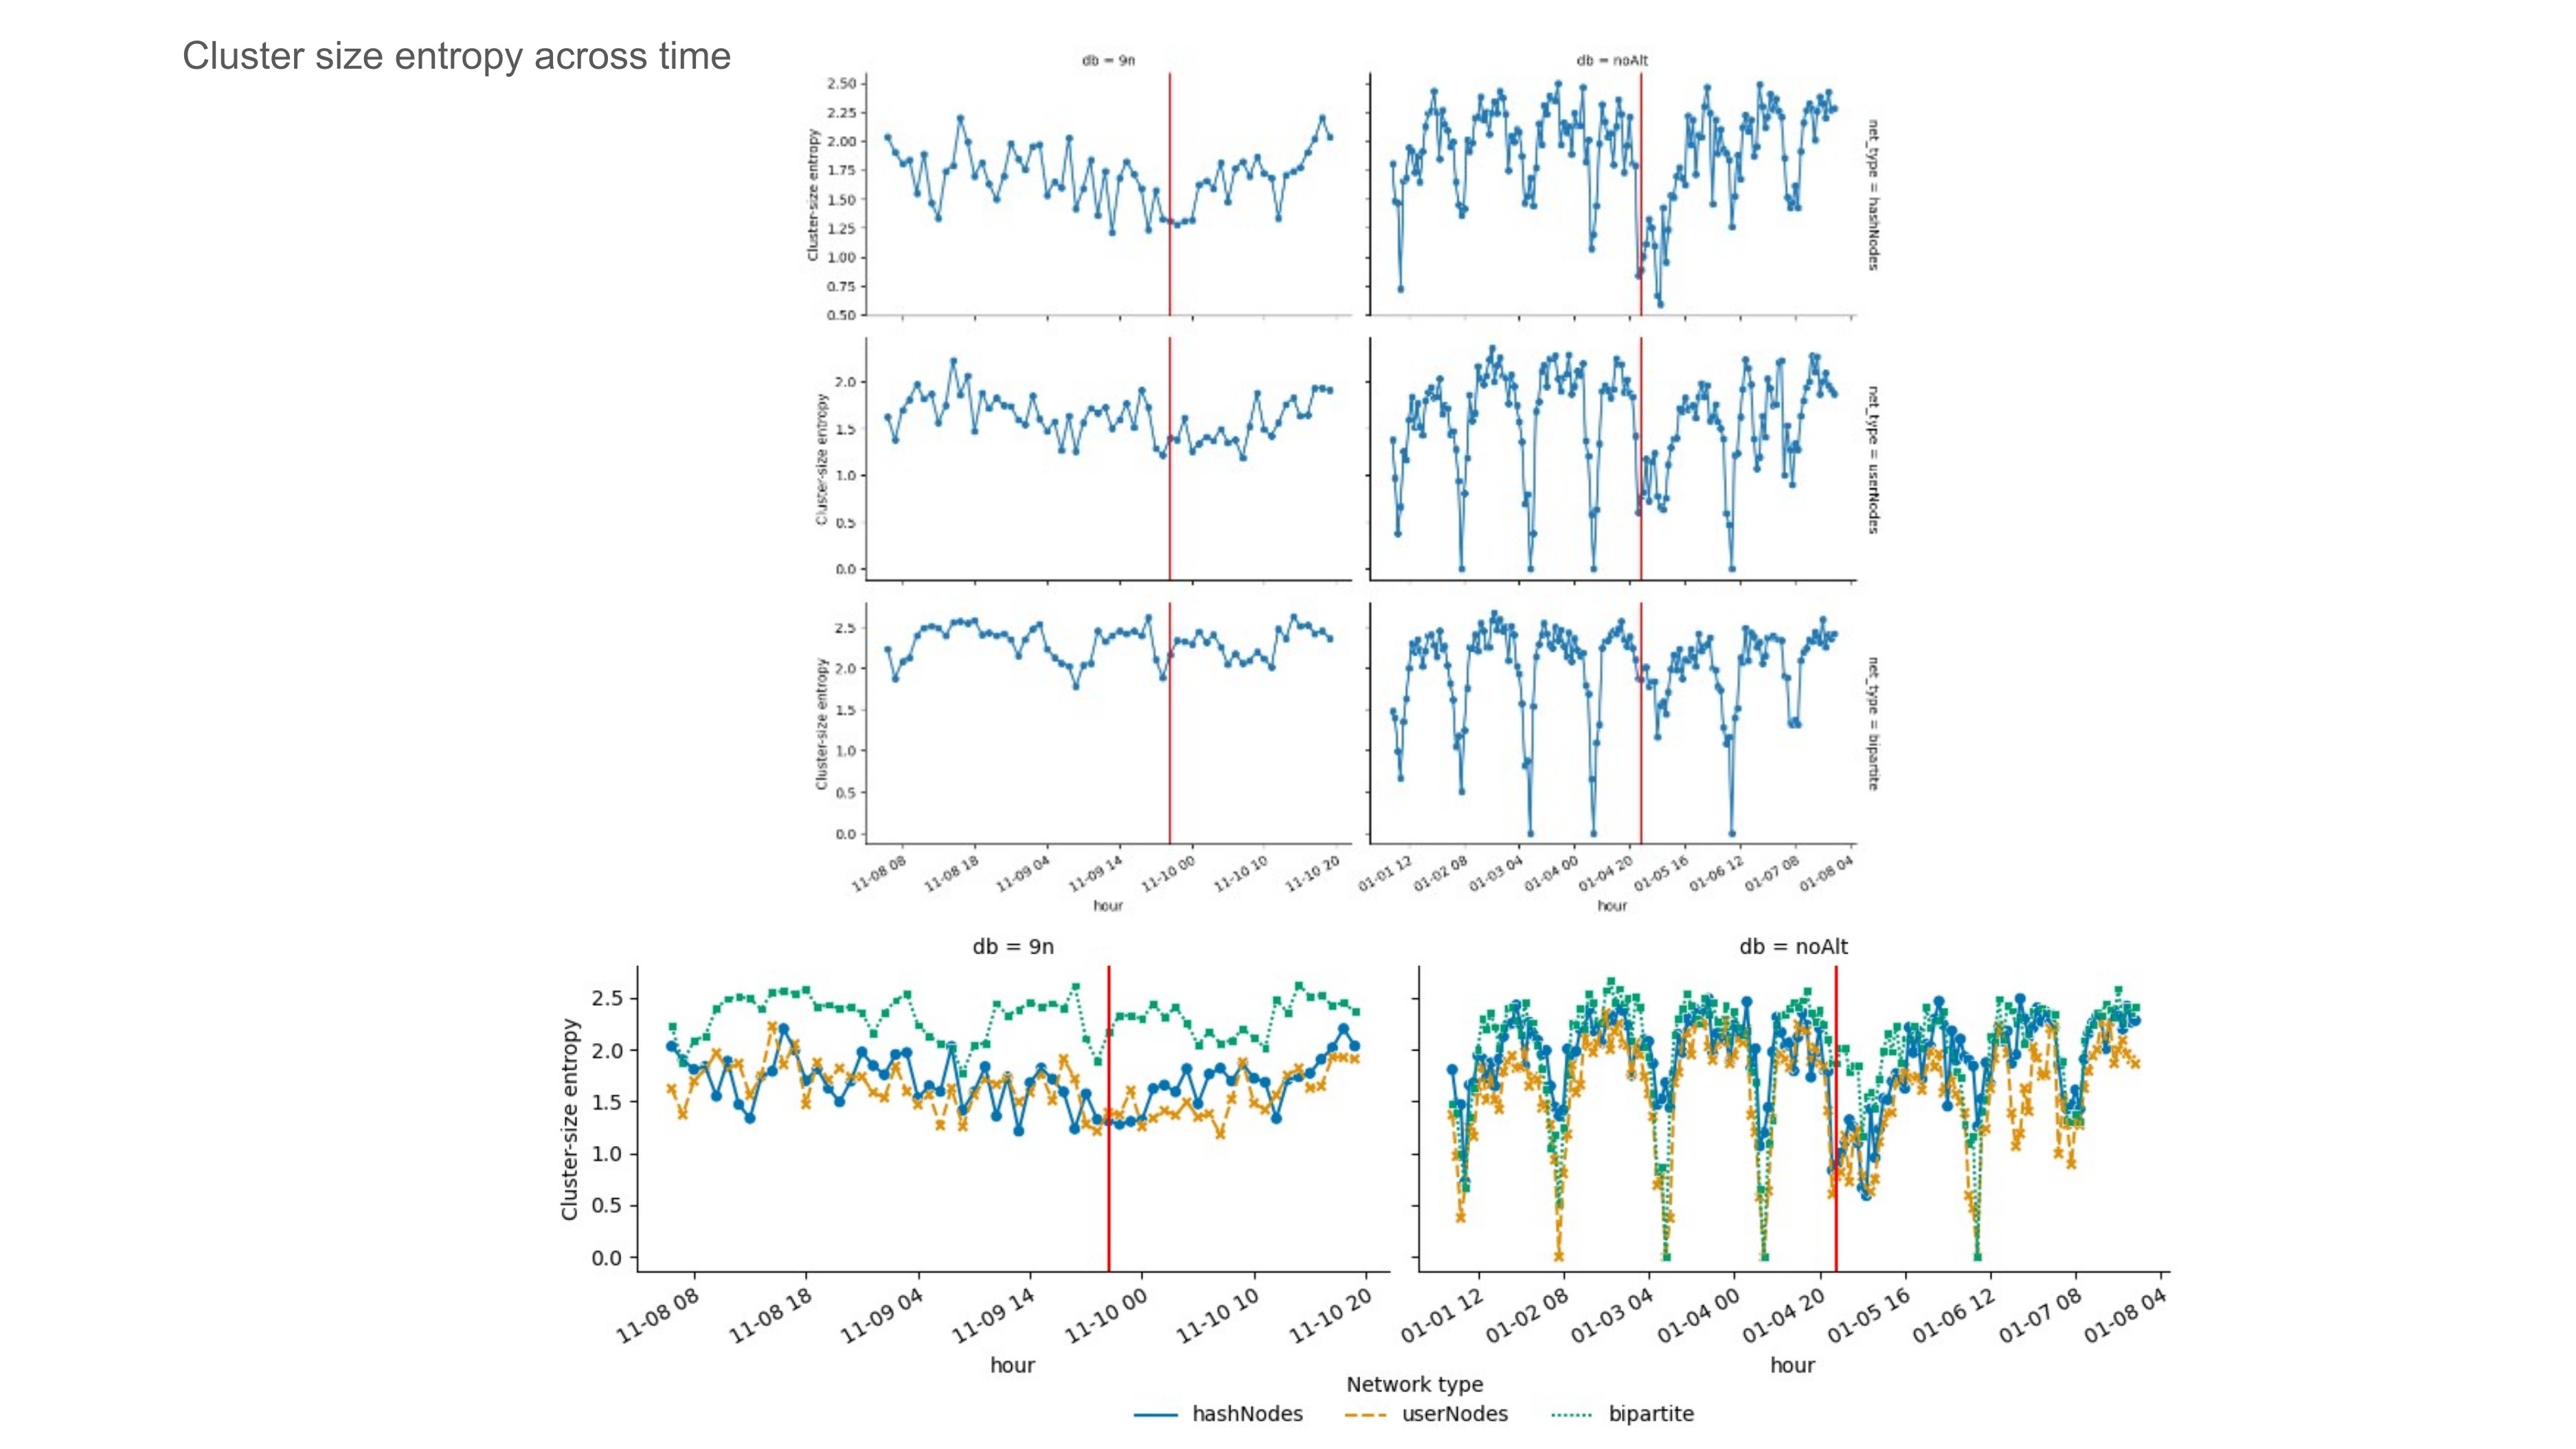 Cluster size entropy across time
db = 9n
db = noAlt
Cluster-size entropy
2.50
2.25
2.00
1.75
1.50
1.25
1.00
0.75
0.50
net_type = hashNodes
Cluster-size entropy
2.0
1.5
1.0
0.5
0.0
net_type = userNodes
Cluster-size entropy
2.5
2.0
1.5
1.0
0.5
0.0
net_type = bipartite
11-08 08
11-08 18
11-09 04
11-09 14
11-10 00
11-10 10
11-10 20
hour
01-01 12
01-02 08
01-03 04
01-04 00
01-04 20
01-05 16
01-06 12
01-07 08
01-08 04
hour
db = 9n
db = noAlt
Cluster-size entropy
2.5
2.0
1.5
1.0
0.5
0.0
11-08 08
11-08 18
11-09 04
11-09 14
11-10 00
11-10 10
11-10 20
hour
01-01 12
01-02 08
01-03 04
01-04 00
01-04 20
01-05 16
01-06 12
01-07 08
01-08 04
hour
Network type
hashNodes
userNodes
bipartite